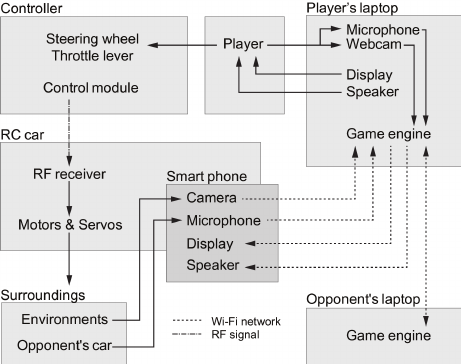 Controller
Steering wheel
Throttle lever
Control module
Player
Player's laptop
Microphone
Webcam
Display
Speaker
Game engine
RC car
RF receiver
Motors & Servos
Smart phone
Camera
Microphone
Display
Speaker
Surroundings
Environments
Opponent's car
Wi-Fi network
RF signal
Opponent's laptop
Game engine